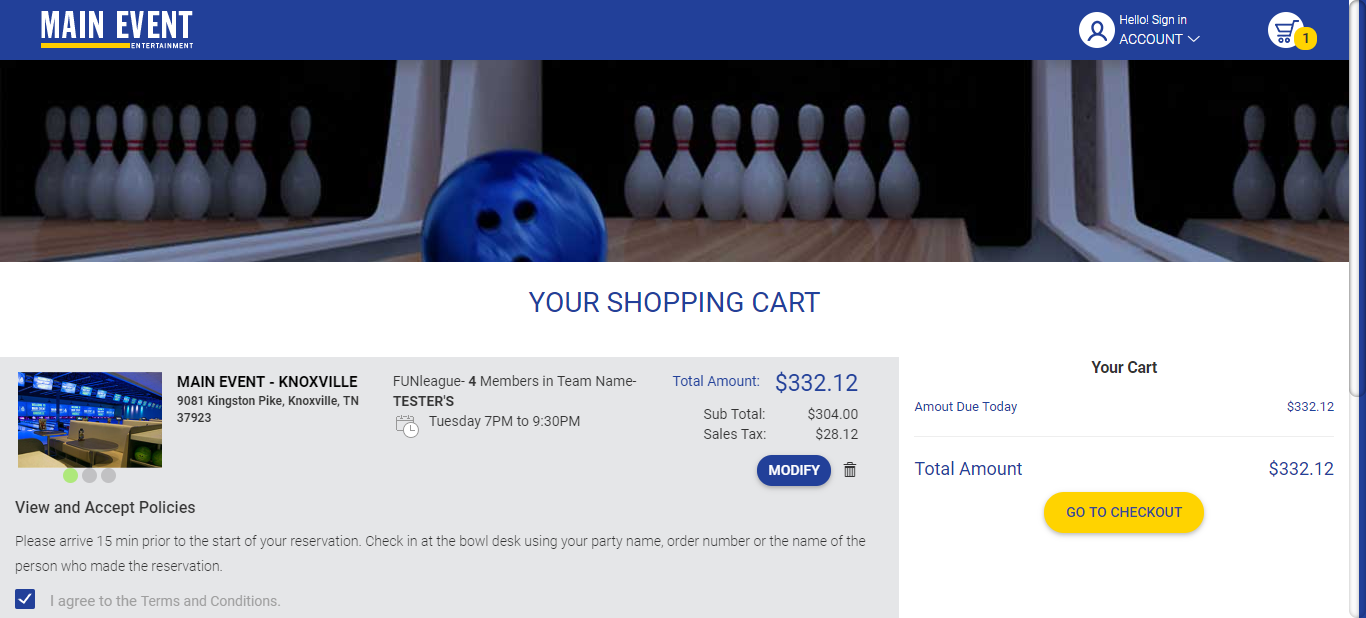 MAIN EVENT
ENTERTAINMENT
Hello! Sign in
ACCOUNT
1
YOUR SHOPPING CART
MAIN EVENT - KNOXVILLE
9081 Kingston Pike, Knoxville, TN
37923
FUNleague- 4 Members in Team Name-
TESTER'S
Tuesday 7PM to 9:30PM
Total Amount: $332.12
Sub Total: $304.00
Sales Tax: $28.12
MODIFY
View and Accept Policies
Please arrive 15 min prior to the start of your reservation. Check in at the bowl desk using your party name, order number or the name of the
person who made the reservation.
I agree to the Terms and Conditions.
Your Cart
Amout Due Today $332.12
Total Amount $332.12
GO TO CHECKOUT